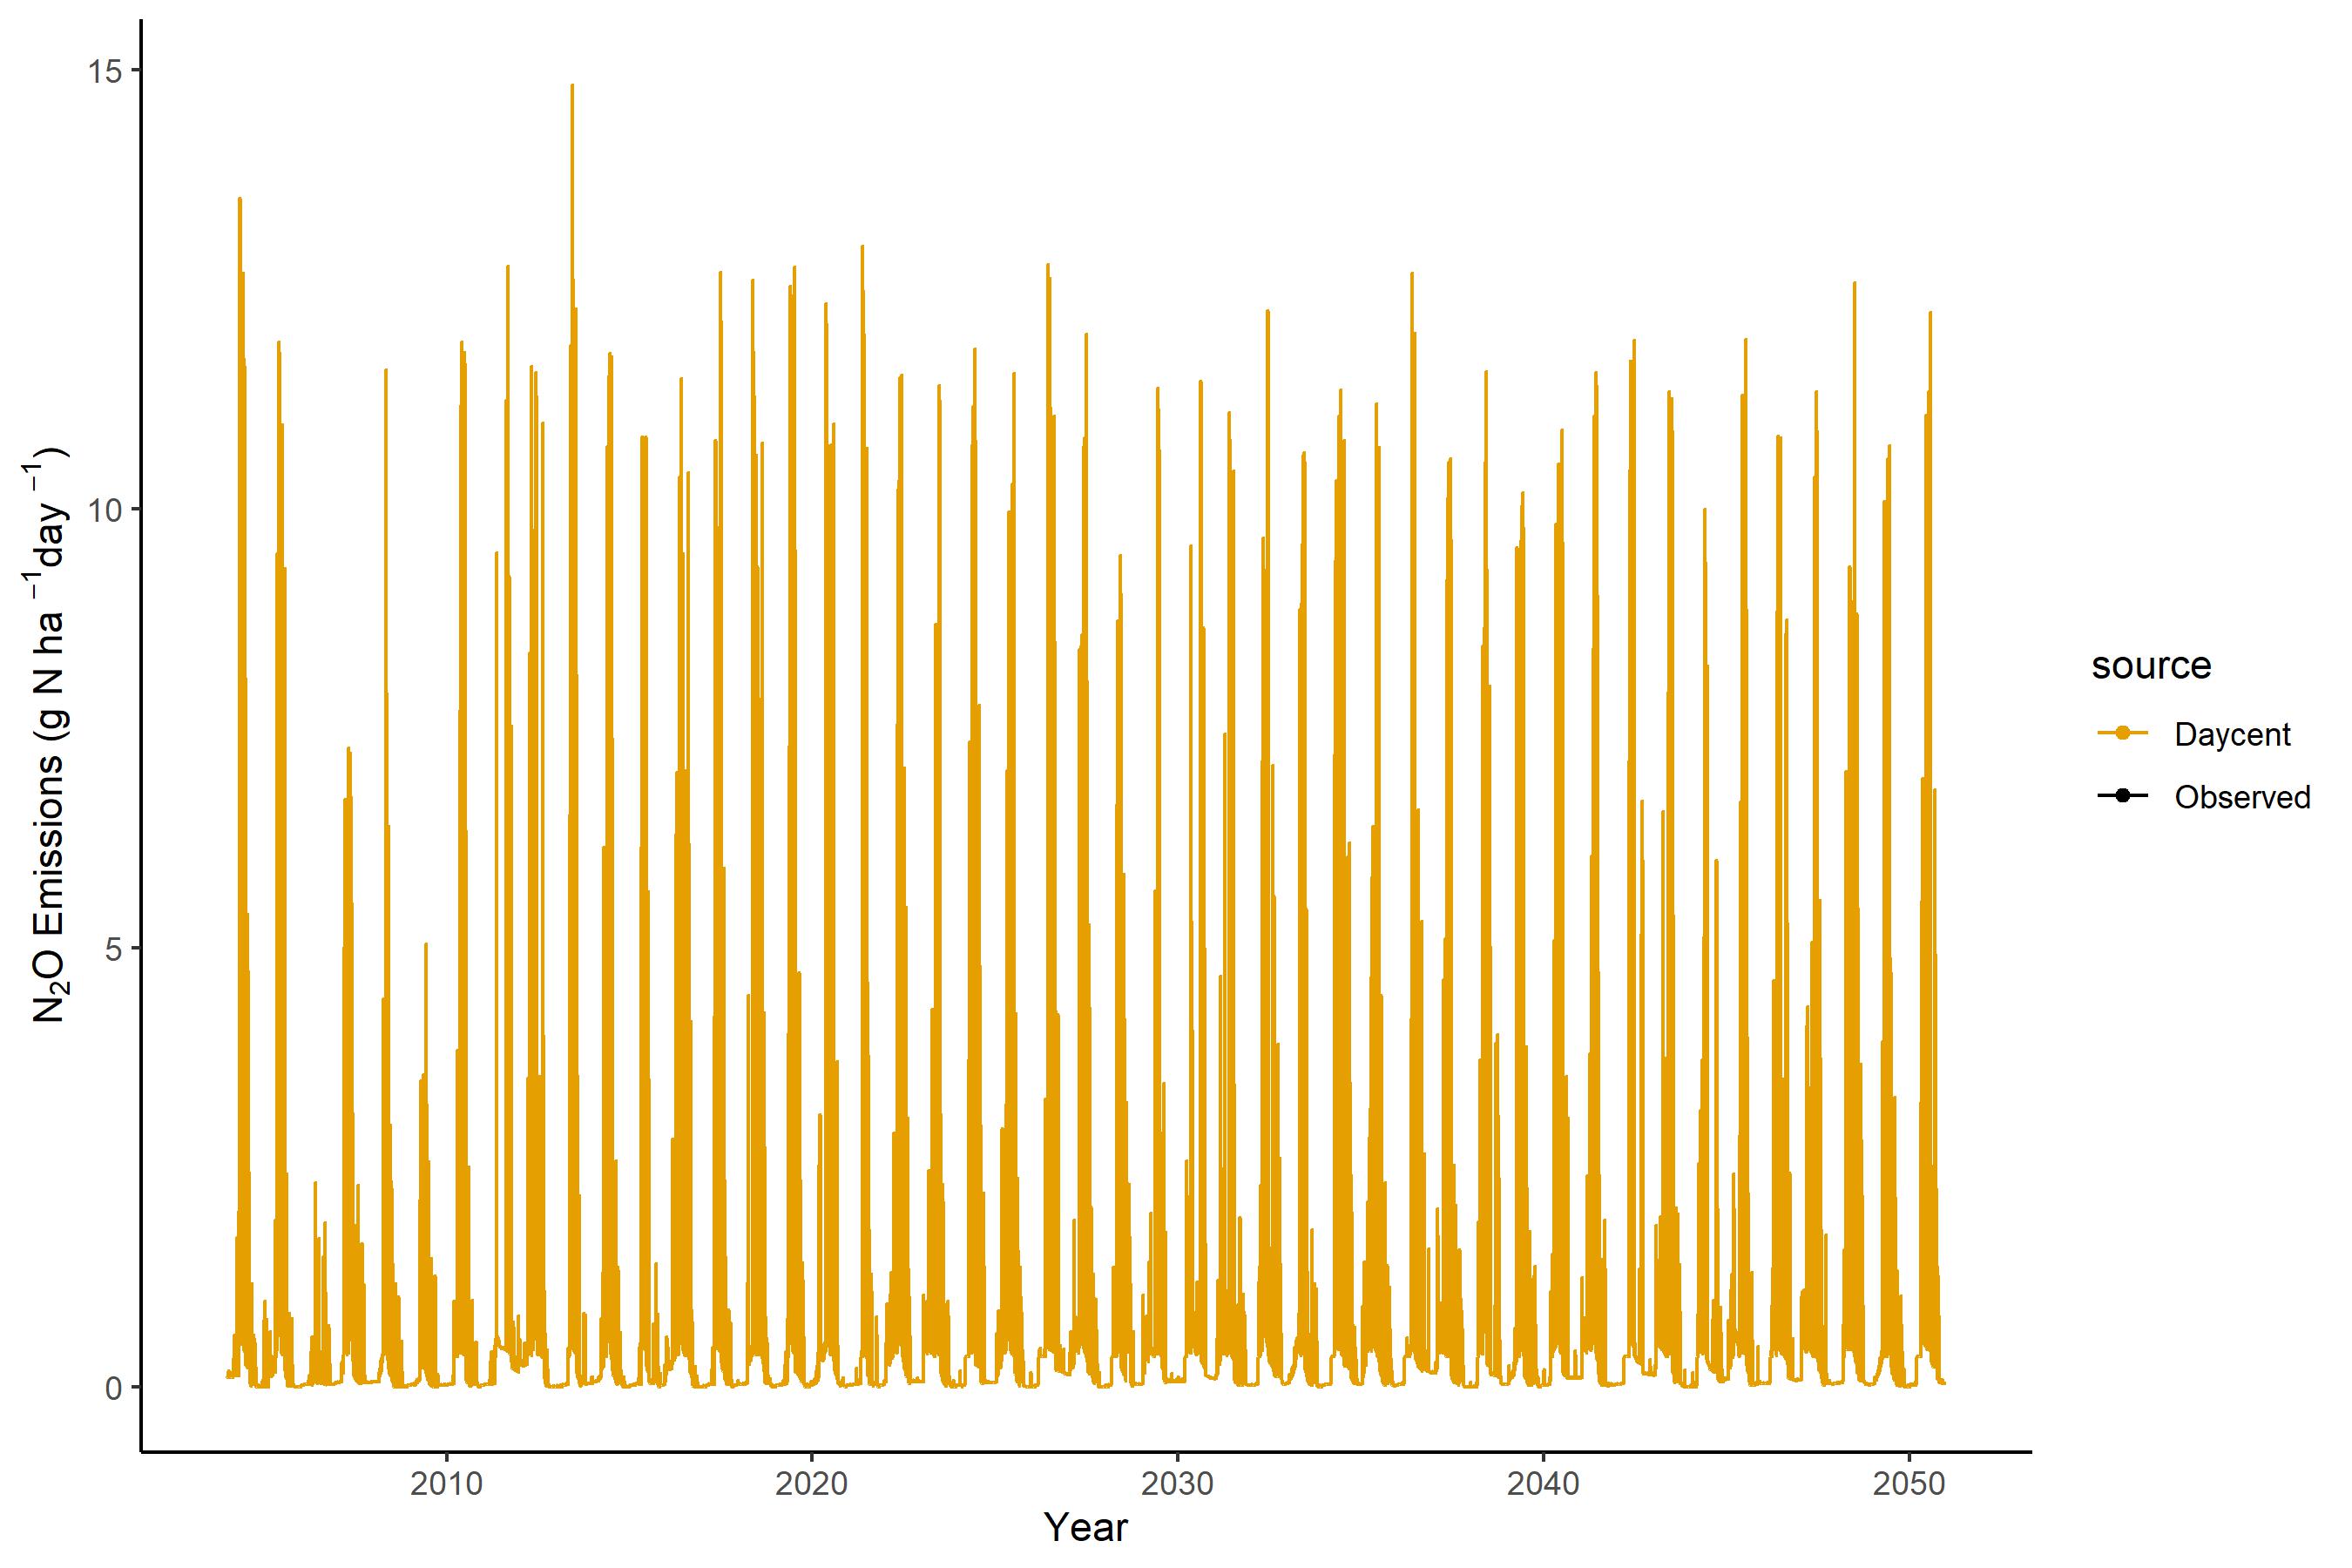 15
10
5
0
N₂O Emissions (g N ha ⁻¹day ⁻¹)
2010 2020 2030 2040 2050
Year
source
Daycent
Observed